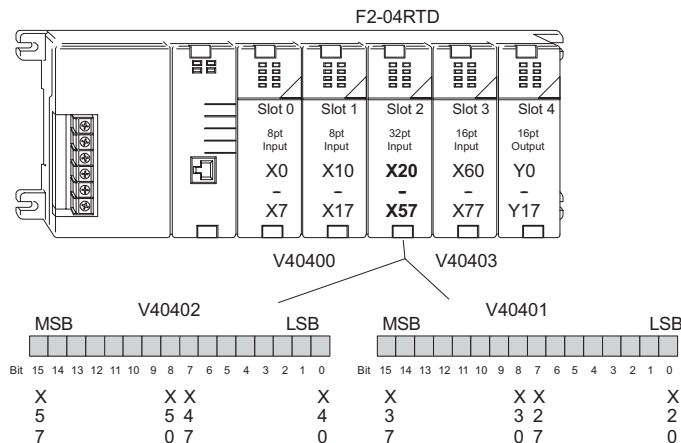 F2-04RTD
Slot 0 Slot 1 Slot 2 Slot 3 Slot 4
8pt Input 8pt Input 32pt Input 16pt Input 16pt Output
X0 X10 X20 X60 Y0
- - - - -
X7 X17 X57 X77 Y17
V40400 V40403
V40402 V40401
MSB LSB MSB LSB
Bit 15 14 13 12 11 10 9 8 7 6 5 4 3 2 1 0 Bit 15 14 13 12 11 10 9 8 7 6 5 4 3 2 1 0
X X X X X X X X
5 5 4 4 3 3 2 2
7 0 7 0 7 0 7 0